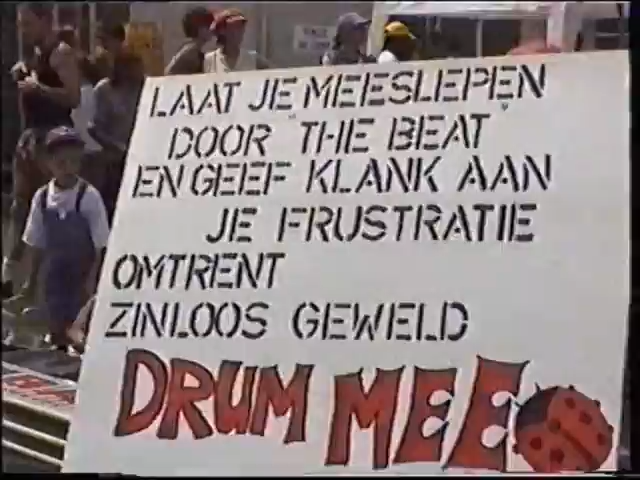 LAAT JE MEESLEPEN
DOOR "THE BEAT"
EN GEEF KLANK AAN
JE FRUSTRATIE
OMTRENT
ZINLOOS GEWELD
DRUM MEE